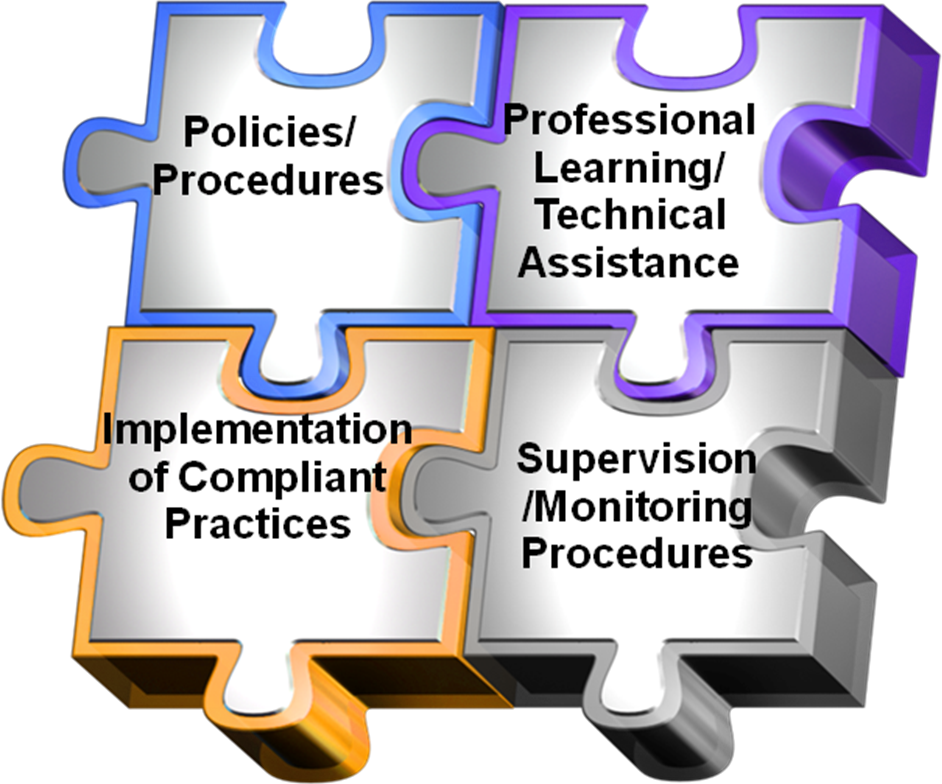 Policies/
Procedures
Professional
Learning/
Technical
Assistance
Implementation
of Compliant
Practices
Supervision
/Monitoring
Procedures